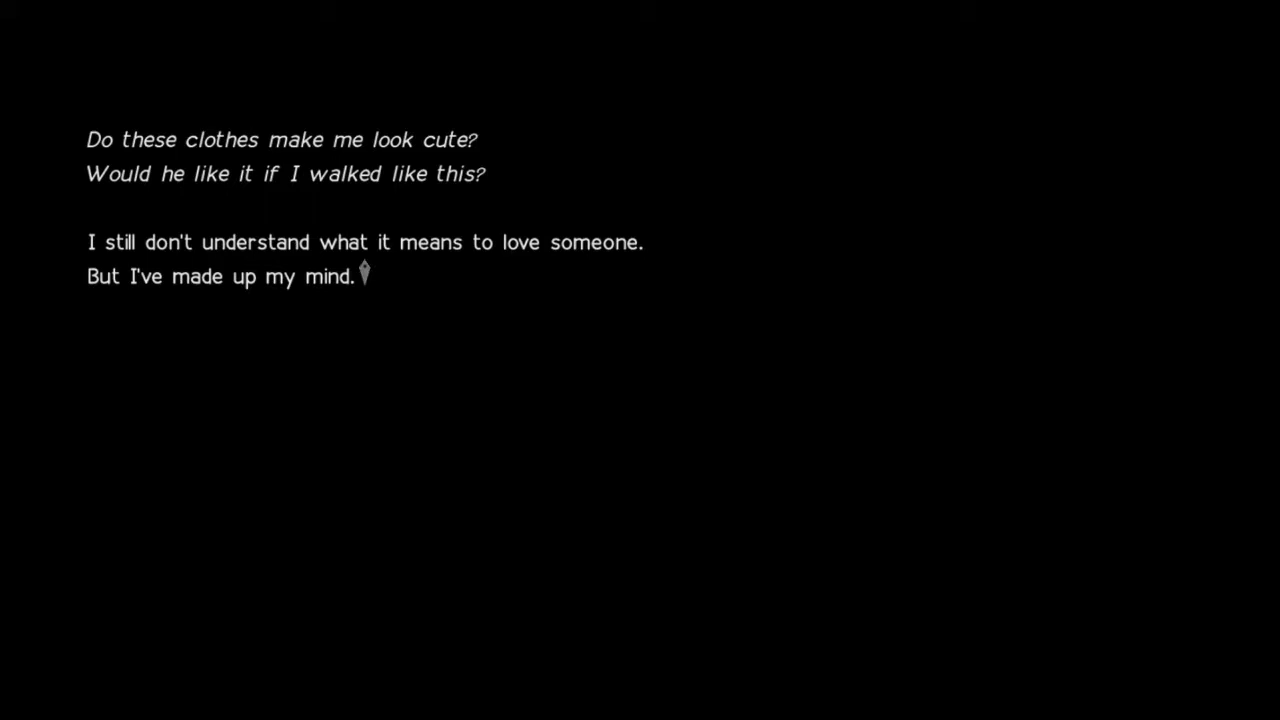 Do these clothes make me look cute?
Would he like it if I walked like this?
I still don't understand what it means to love someone.
But I've made up my mind.